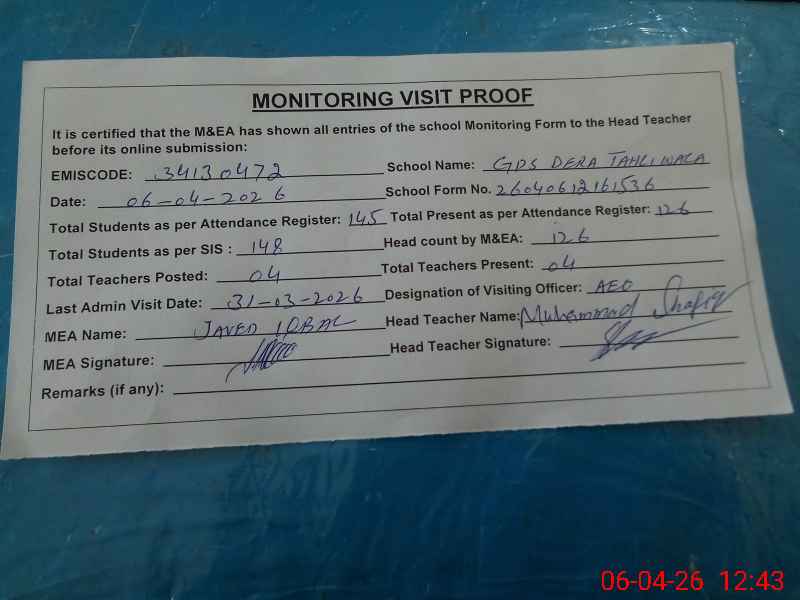 MONITORING VISIT PROOF
It is certified that the M&EA has shown all entries of the school Monitoring Form to the Head Teacher
before its online submission:
EMISCODE: 34130472 School Name: GPS DERA TAHLIWALA
Date: 06-04-2026 School Form No. 26040612161536
Total Students as per Attendance Register: 145 Total Present as per Attendance Register: 126
Total Students as per SIS : 148 Head count by M&EA: 126
Total Teachers Posted: 04 Total Teachers Present: 04
Last Admin Visit Date: 31-03-2026 Designation of Visiting Officer: AEO
MEA Name: JAVED IQBAL Head Teacher Name: Muhammad Shafiq
MEA Signature: Head Teacher Signature:
Remarks (if any):
06-04-26 12:43